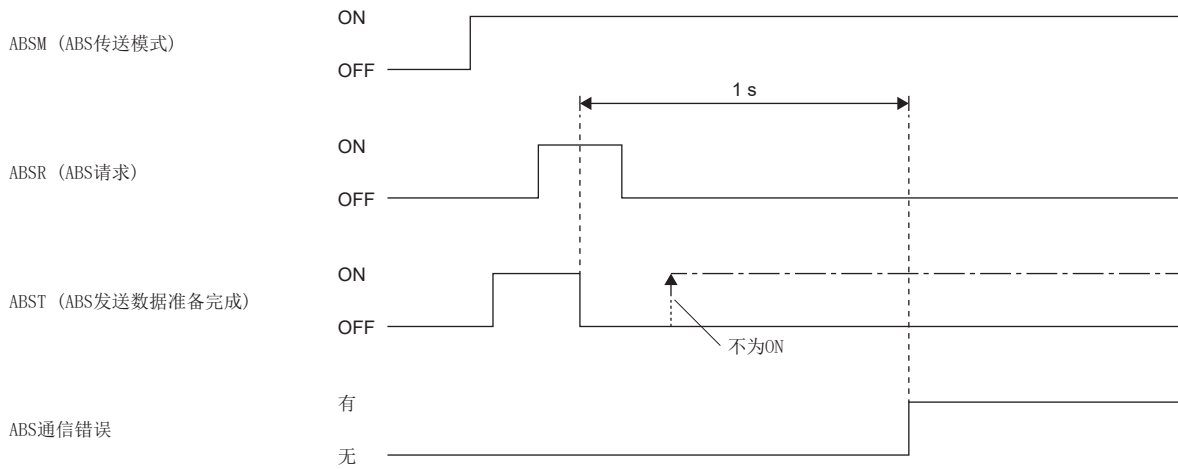 ON
ABSM (ABS传送模式)
OFF
1 s
ON
ABSR (ABS请求)
OFF
ON
ABST (ABS发送数据准备完成)
OFF
不为ON
有
ABS通信错误
无